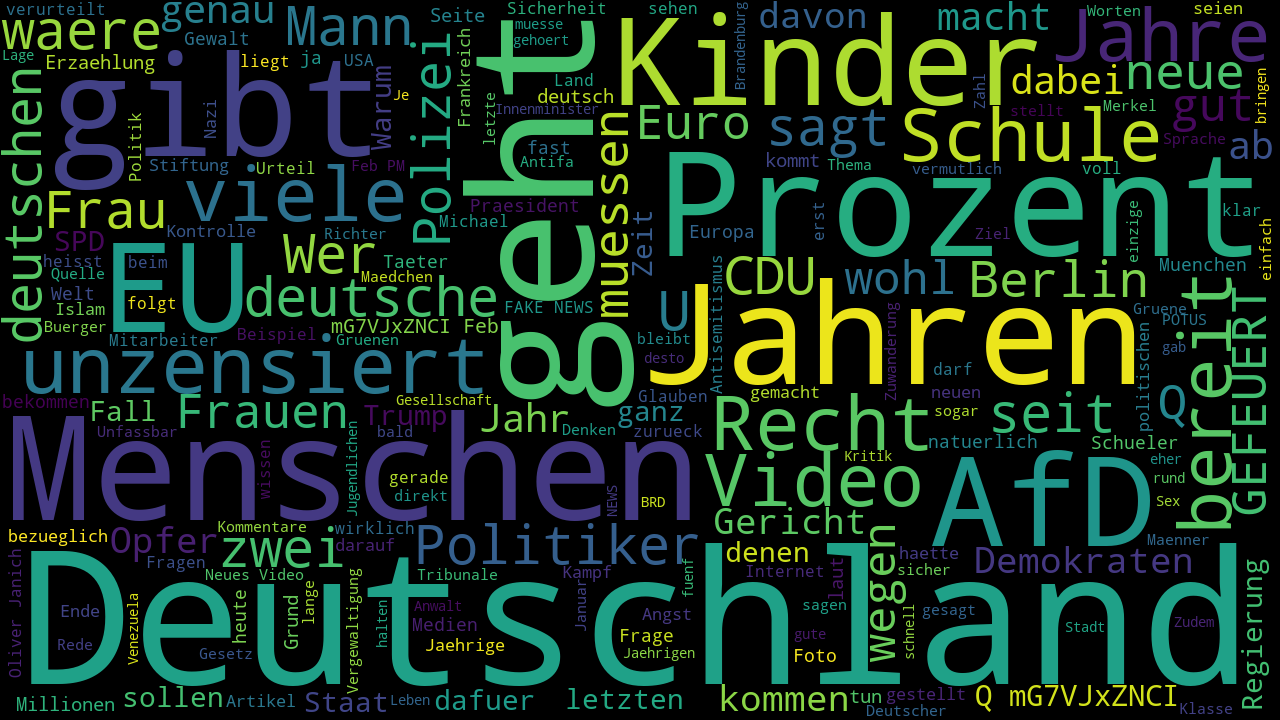 verurteilt
genau
Mann
Seite
Sicherheit
muesse
gehoert
sehen
davon
macht
Worten
seien
waere
Gewalt
Lage
Erzaehlung
liegt
ja
USA
Je
Polizei
Frankreich
geht
Kinder
Brandenburg
Zahl
Jahre
dabei
neue
bringen
deutschen
gibt
Nazi
Warum
letzte
Land
deutsch
Innenminister
Euro
sagt
stellt
Merkel
gut
Schule
Sprache
ab
Politik
Stiftung
Urteil
Feb PM
fast
Antifa
muessen
kommt
Thema
vermutlich
voll
Prozent
viele
Frau
Praesident
Michael
Kontrolle
Richter
Zeit
Europa
erst
Ziel
einzige
klar
einfach
SPD
heisst
EU
beim
wer
Taeter
Maedchen
Quelle
Welt
Islam
Buerger
folgt
deutsche
FAKE NEWS
CDU
wohl
Berlin
Muenchen
Antisemitismus
U
Jahren
Zuwanderung
Gruene
POTUS
bereit
GEFEUERT
Mitarbeiter
Beispiel
mG7VJxZNCI Feb
Gruenen
bleibt
desto
gab
unzensiert
darf
politischen
bekommen
Fall
Frauen
Gesellschaft
Trump
Jahr
Glauben
ganz
gemacht
neuen
sogar
seit
Q
Unfassbar
bald
Denken
zurueck
Recht
natuerlich
Schueler
Menschen
wissen
Jugendlichen
gerade
direkt
NEWS
BRD
Kritik
Video
AfD
eher
rund
Sex
bezueglich
Opfer
Kommentare
zwei
wirklich
darauf
Politiker
Gericht
denen
wegen
haette
Maenner
Demokraten
sicher
Fragen
Neues Video
Tribunale
Kampf
fuenf
Internet
laut
Oliver Janich
Deutschland
Ende
Rede
Venezuela
heute
Grund
lange
Vergewaltigung
halten
Anwalt
Medien
Jaehrige
Januar
Angst
Frage
Jaehrigen
sagen
gute
Foto
schnell
gesagt
Stadt
Zudem
Regierung
Gesetz
Millionen
sollen
Artikel
Staat
Leben
dafuer
letzten
kommen
tun
gestellt
Deutscher
Q mG7VJxZNCI
Klasse